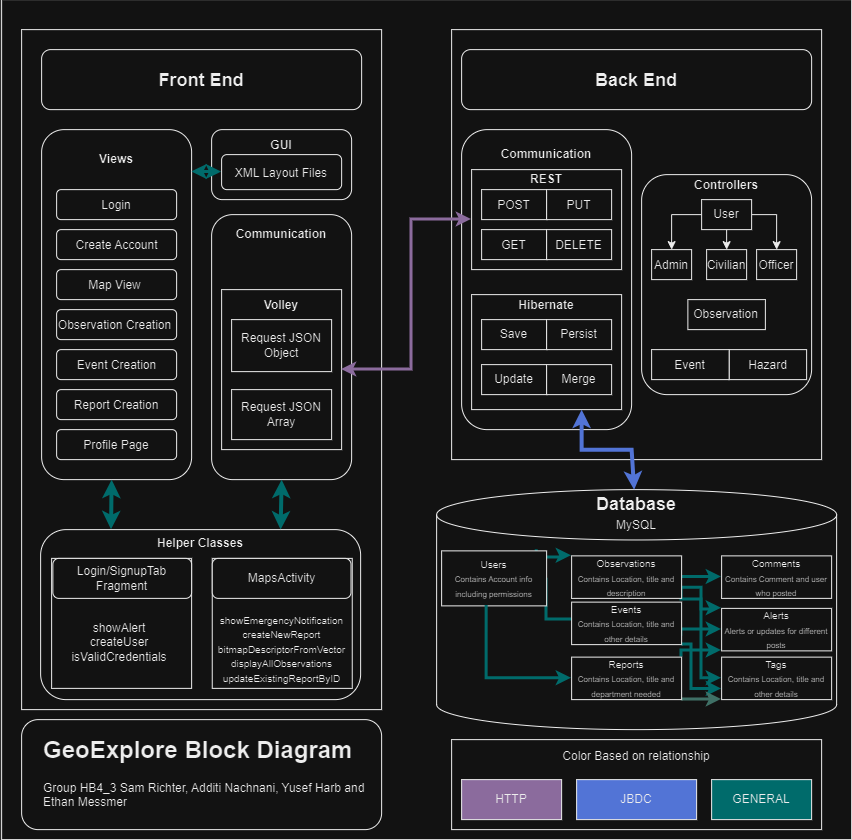 Front End
Views
Login
Create Account
Map View
Observation Creation
Event Creation
Report Creation
Profile Page
GUI
XML Layout Files
Communication
Volley
Request JSON
Object
Request JSON
Array
Helper Classes
Login/SignupTab
Fragment
showAlert
createUser
isValidCredentials
MapsActivity
showEmergencyNotification
createNewReport
bitmapDescriptorFromVector
displayAllObservations
updateExistingReportByID
GeoExplore Block Diagram
Group HB4_3 Sam Richter, Additi Nachnani, Yusef Harb and
Ethan Messmer
Back End
Communication
REST
POST
PUT
GET
DELETE
Hibernate
Save
Persist
Update
Merge
Controllers
User
Admin
Civilian
Officer
Observation
Event
Hazard
Database
MySQL
Users
Contains Account info
including permissions
Observations
Contains Location, title and
description
Events
Contains Location, title and
other details
Reports
Contains Location, title and
department needed
Comments
Contains Comment and user
who posted
Alerts
Alerts or updates for different
posts
Tags
Contains Location, title and
other details
Color Based on relationship
HTTP
JBDC
GENERAL